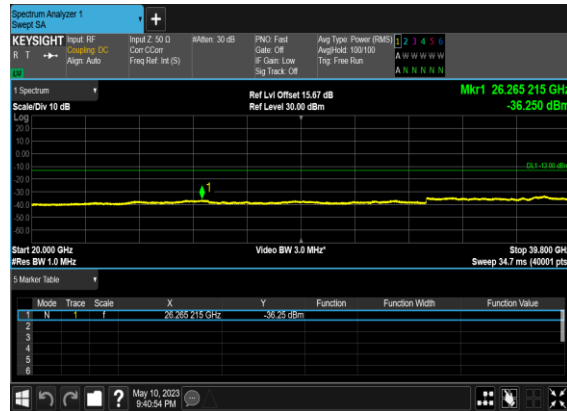 Spectrum Analyzer 1
Swept SA
+
KEYSIGHT Input: RF Input Z: 50 Ω #Atten: 30 dB PNO: Fast Avg Type: Power (RMS) 1 2 3 4 5 6
R T Coupling: DC Corr CCorr Gate: Off Avg|Hold: 100/100 A W W W W W
Align: Auto Freq Ref: Int (S) IF Gain: Low Trig: Free Run
LXI Sig Track: Off A N N N N N
1 Spectrum Ref Lvl Offset 15.67 dB Mkr1 26.265 215 GHz
Scale/Div 10 dB Ref Level 30.00 dBm -36.250 dBm
Log
20.0
10.0
0.00
-10.0
DL1 -13.00 dBm
-20.0
-30.0
1
-40.0
-50.0
-60.0
Start 20.000 GHz Video BW 3.0 MHz* Stop 39.800 GHz
#Res BW 1.0 MHz Sweep 34.7 ms (40001 pts)
5 Marker Table
Mode Trace Scale X Y Function Function Width Function Value
1 N 1 f 26.265 215 GHz -36.25 dBm
2
3
4
5
6
? May 10, 2023
9:40:54 PM